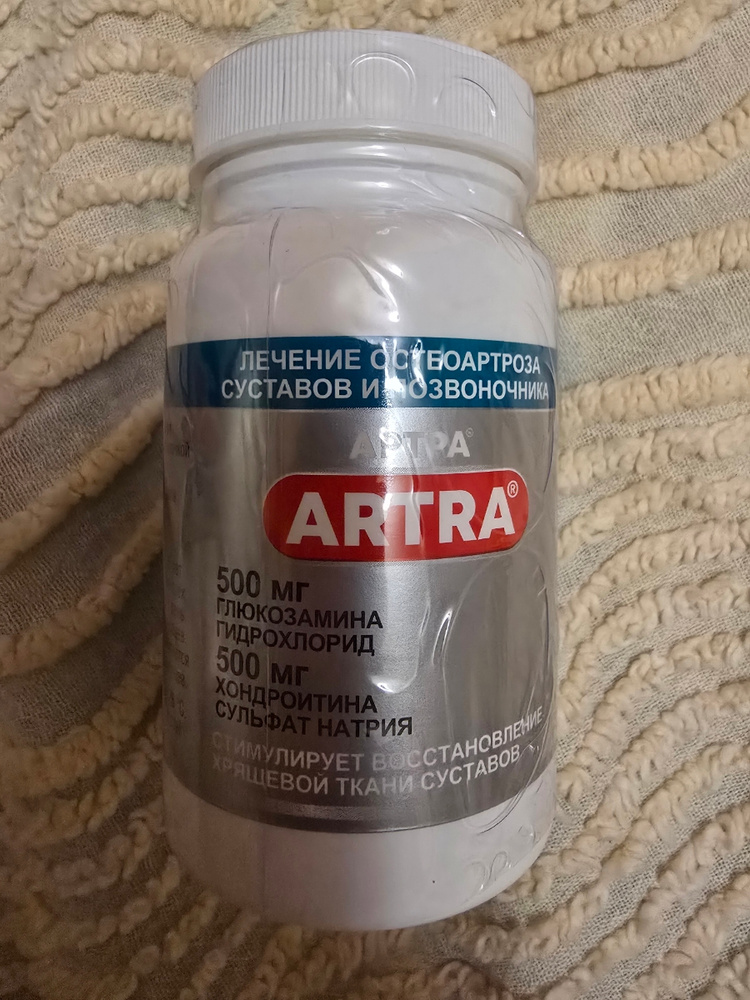 ЛЕЧЕНИЕ ОСТЕОАРТРОЗА
СУСТАВОВ И ПОЗВОНОЧНИКА
АРТРА®
ARTRA®
500 МГ
ГЛЮКОЗАМИНА
ГИДРОХЛОРИД
500 МГ
ХОНДРОИТИНА
СУЛЬФАТ НАТРИЯ
СТИМУЛИРУЕТ ВОССТАНОВЛЕНИЕ
ХРЯЩЕВОЙ ТКАНИ СУСТАВОВ